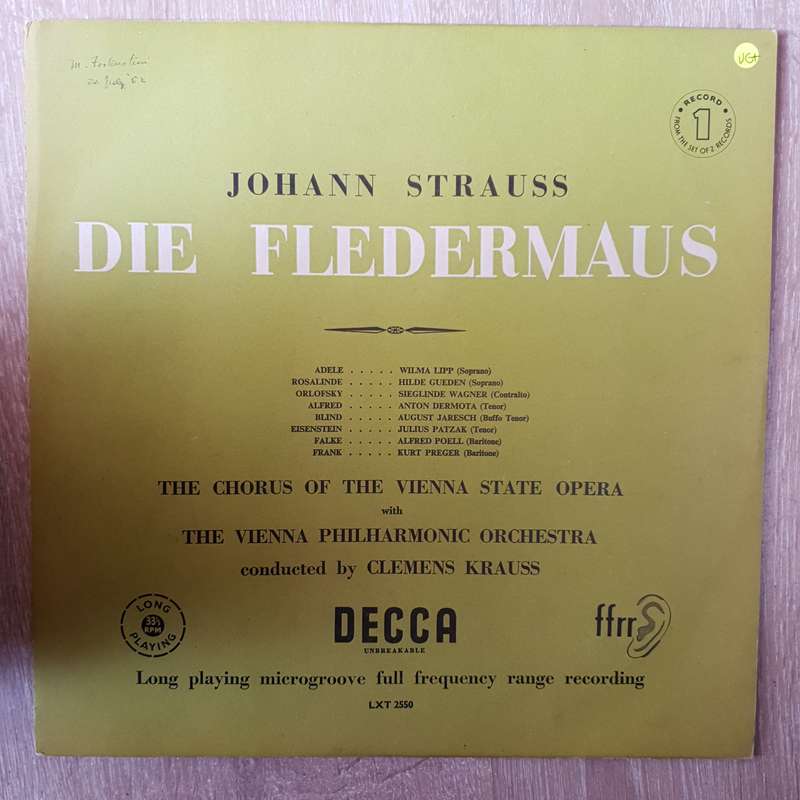 VG+
20 July '62
RECORD
1
FROM THE SET OF 2 RECORDS
JOHANN STRAUSS
DIE FLEDERMAUS
ADELE . . . . . WILMA LIPP (Soprano)
ROSALINDE . . . . . HILDE GUEDEN (Soprano)
ORLOFSKY . . . . . SIEGLINDE WAGNER (Contralto)
ALFRED . . . . . ANTON DERMOTA (Tenor)
BLIND . . . . . AUGUST JARESCH (Buffo Tenor)
EISENSTEIN . . . . . JULIUS PATZAK (Tenor)
FALKE . . . . . ALFRED POELL (Baritone)
FRANK . . . . . KURT PREGER (Baritone)
THE CHORUS OF THE VIENNA STATE OPERA
with
THE VIENNA PHILHARMONIC ORCHESTRA
conducted by CLEMENS KRAUSS
LONG
33⅓
RPM
PLAYING
DECCA
UNBREAKABLE
ffrr
Long playing microgroove full frequency range recording
LXT 2550